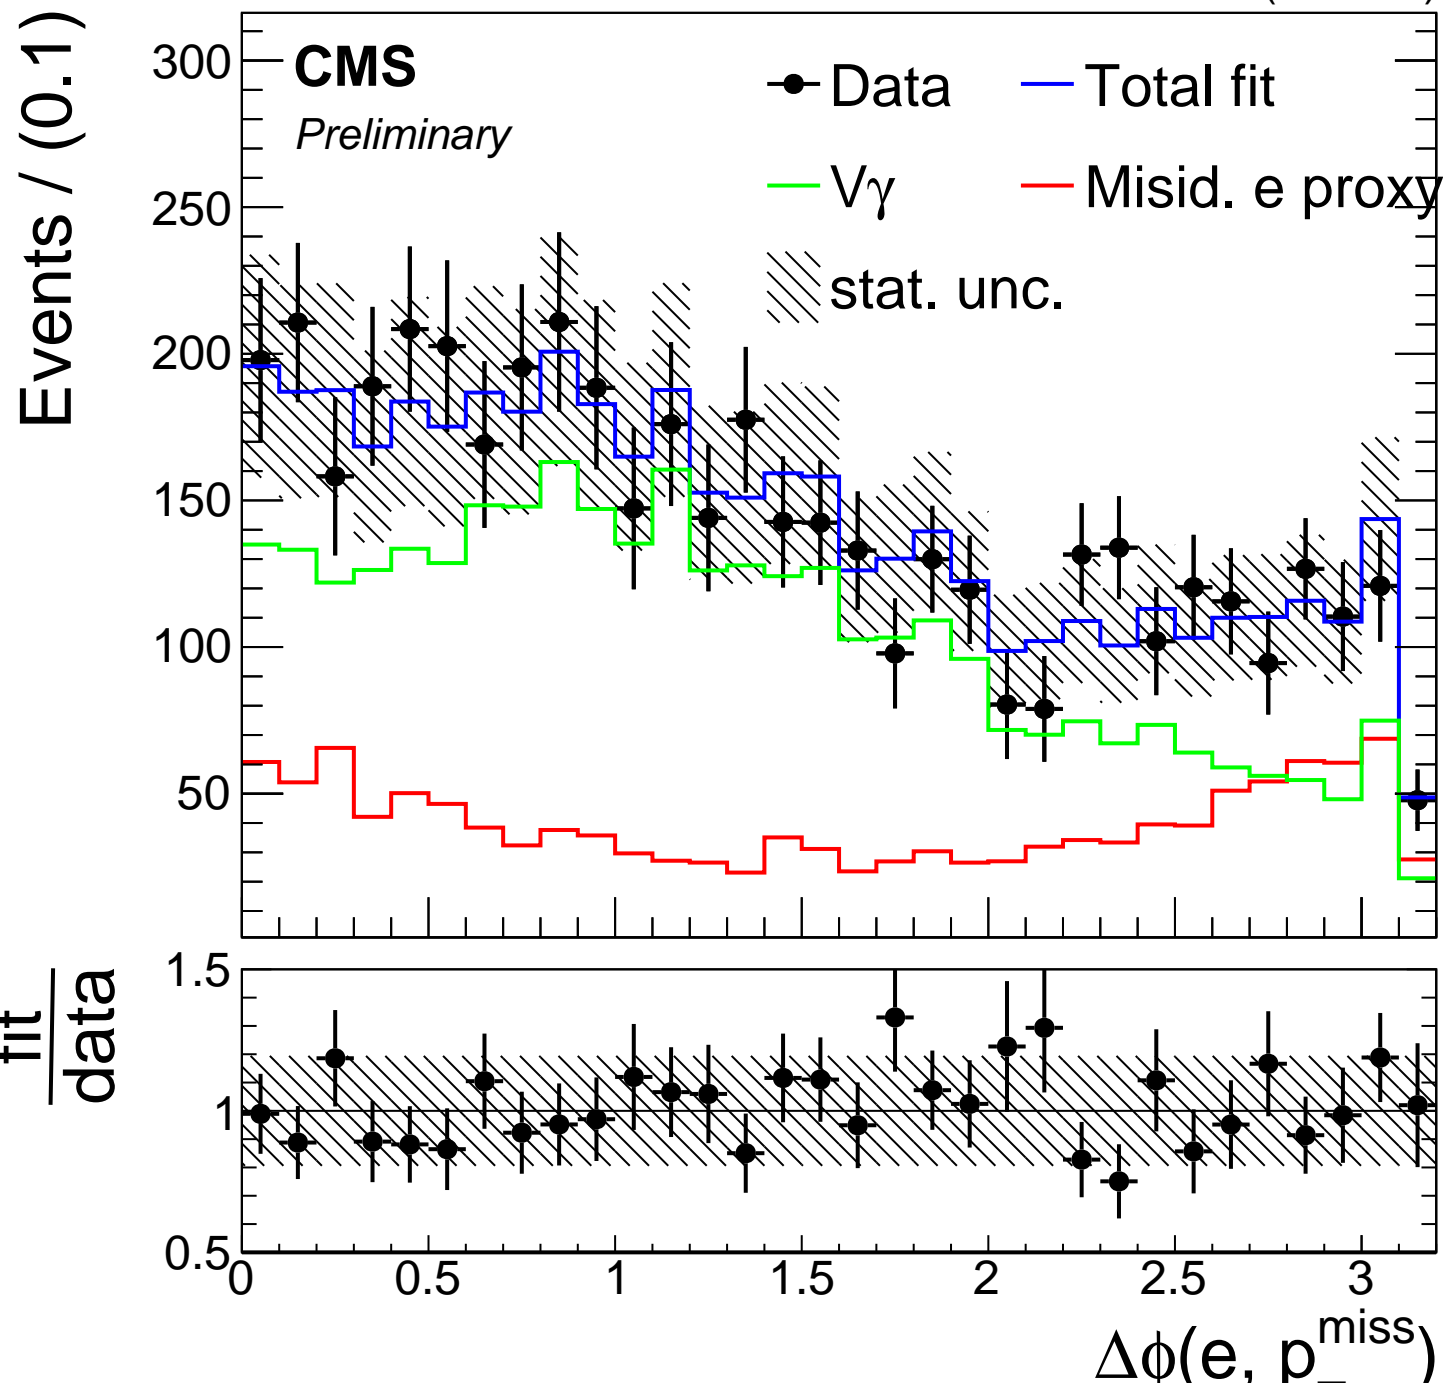 CMS
Preliminary
Data
Total fit
Vγ
Misid. e proxy
stat. unc.
Events / (0.1)
300
250
200
150
100
50
fit
data
1.5
1
0.5
0
0.5
1
1.5
2
2.5
3
Δϕ(e, p miss)